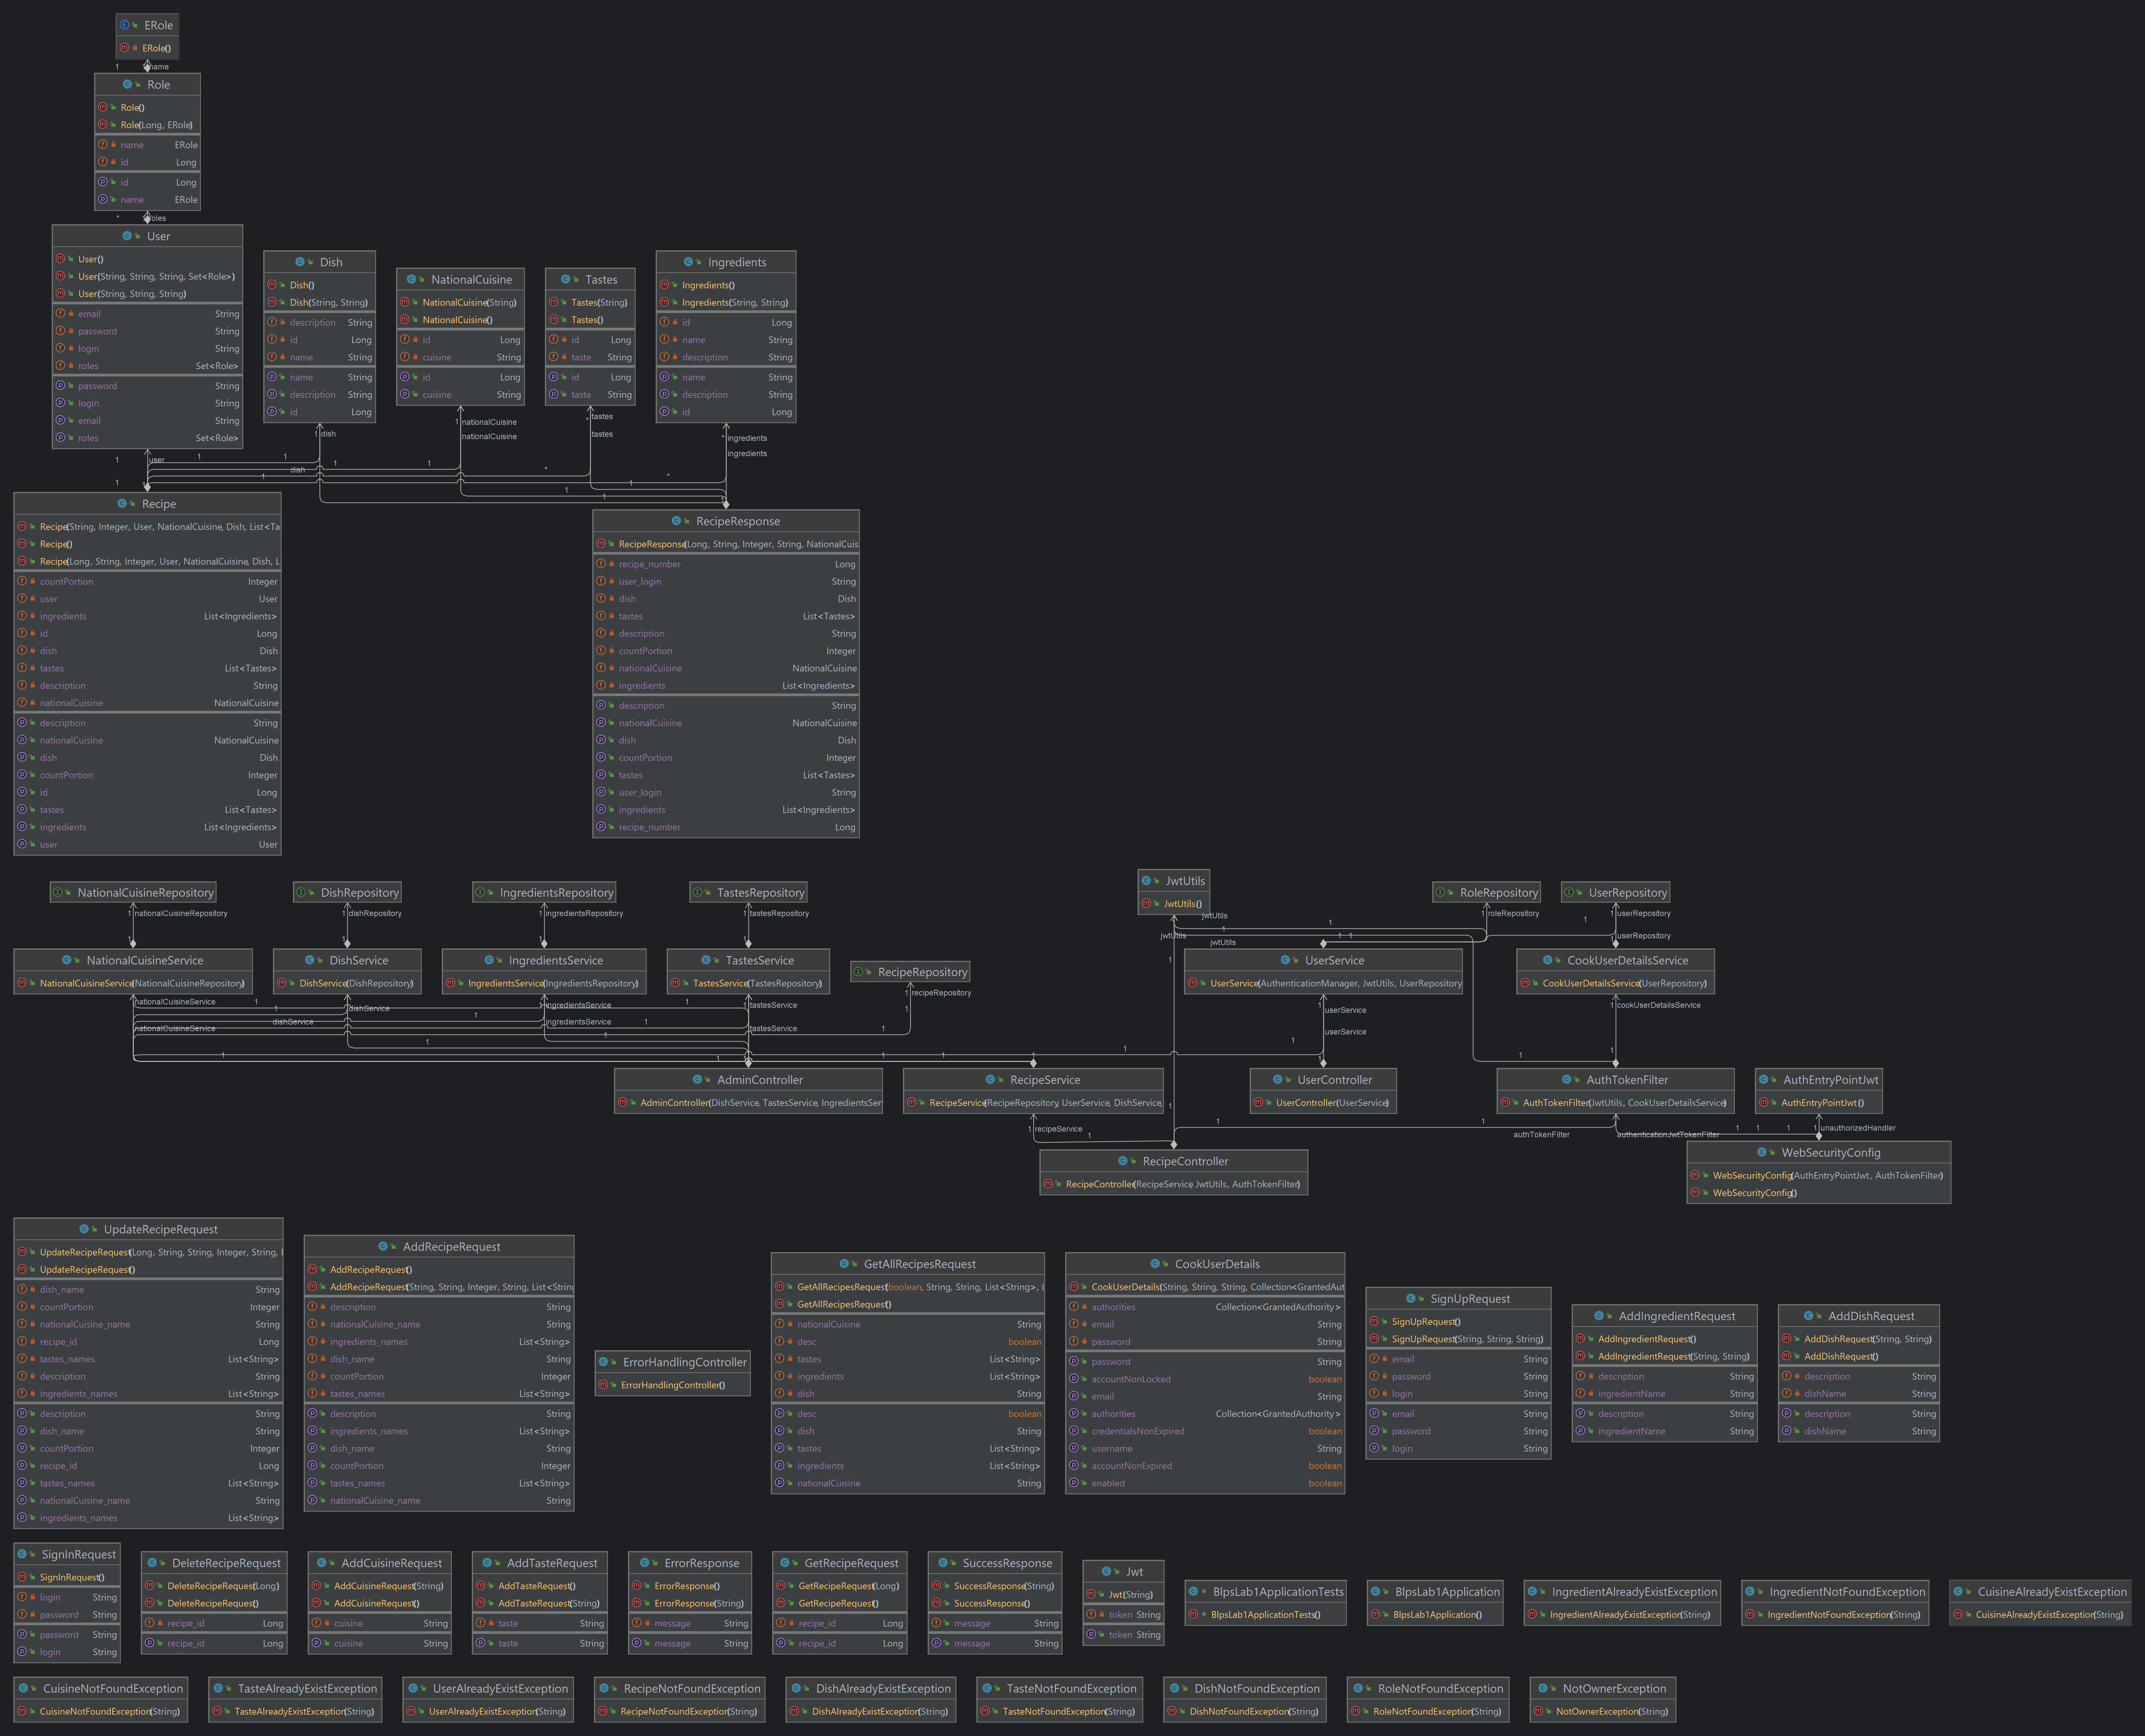 ERole
ERole()
1 name
Role
Role()
Role(Long, ERole)
name ERole
id Long
id Long
name ERole
* roles
User
User()
User(String, String, String, Set<Role>)
User(String, String, String)
email String
password String
login String
roles Set<Role>
password String
login String
email String
roles Set<Role>
Dish
Dish()
Dish(String, String)
description String
id Long
name String
name String
description String
id Long
NationalCuisine
NationalCuisine(String)
NationalCuisine()
id Long
cuisine String
id Long
cuisine String
Tastes
Tastes(String)
Tastes()
id Long
taste String
id Long
taste String
Ingredients
Ingredients()
Ingredients(String, String)
id Long
name String
description String
name String
description String
id Long
1 user
1 dish
dish
1 nationalCuisine
nationalCuisine
* tastes
tastes
* ingredients
ingredients
Recipe
Recipe(String, Integer, User, NationalCuisine, Dish, List<Ta
Recipe()
Recipe(Long, String, Integer, User, NationalCuisine, Dish, L
countPortion Integer
user User
ingredients List<Ingredients>
id Long
dish Dish
tastes List<Tastes>
description String
nationalCuisine NationalCuisine
description String
nationalCuisine NationalCuisine
dish Dish
countPortion Integer
id Long
tastes List<Tastes>
ingredients List<Ingredients>
user User
RecipeResponse
RecipeResponse(Long, String, Integer, String, NationalCuis
recipe_number Long
user_login String
dish Dish
tastes List<Tastes>
description String
countPortion Integer
nationalCuisine NationalCuisine
ingredients List<Ingredients>
description String
nationalCuisine NationalCuisine
dish Dish
countPortion Integer
tastes List<Tastes>
user_login String
ingredients List<Ingredients>
recipe_number Long
NationalCuisineRepository
1 nationalCuisineRepository
DishRepository
1 dishRepository
IngredientsRepository
1 ingredientsRepository
TastesRepository
1 tastesRepository
JwtUtils
JwtUtils()
jwtUtils
jwtUtils
jwtUtils
RoleRepository
roleRepository
UserRepository
1 userRepository
userRepository
NationalCuisineService
NationalCuisineService(NationalCuisineRepository)
DishService
DishService(DishRepository)
IngredientsService
IngredientsService(IngredientsRepository)
TastesService
TastesService(TastesRepository)
RecipeRepository
1 recipeRepository
UserService
UserService(AuthenticationManager, JwtUtils, UserRepository
CookUserDetailsService
CookUserDetailsService(UserRepository)
nationalCuisineService
nationalCuisineService
dishService
dishService
ingredientsService
ingredientsService
tastesService
tastesService
userService
userService
1 cookUserDetailsService
AdminController
AdminController(DishService, TastesService, IngredientsSer
RecipeService
RecipeService(RecipeRepository, UserService, DishService,
UserController
UserController(UserService)
AuthTokenFilter
AuthTokenFilter(JwtUtils, CookUserDetailsService)
AuthEntryPointJwt
AuthEntryPointJwt()
1 recipeService
authTokenFilter
authenticationJwtTokenFilter
1 unauthorizedHandler
RecipeController
RecipeController(RecipeService, JwtUtils, AuthTokenFilter)
WebSecurityConfig
WebSecurityConfig(AuthEntryPointJwt, AuthTokenFilter)
WebSecurityConfig()
UpdateRecipeRequest
UpdateRecipeRequest(Long, String, String, Integer, String, L
UpdateRecipeRequest()
dish_name String
countPortion Integer
nationalCuisine_name String
recipe_id Long
tastes_names List<String>
description String
ingredients_names List<String>
description String
dish_name String
countPortion Integer
recipe_id Long
tastes_names List<String>
nationalCuisine_name String
ingredients_names List<String>
AddRecipeRequest
AddRecipeRequest()
AddRecipeRequest(String, String, Integer, String, List<String
description String
nationalCuisine_name String
ingredients_names List<String>
dish_name String
countPortion Integer
tastes_names List<String>
description String
ingredients_names List<String>
dish_name String
countPortion Integer
tastes_names List<String>
nationalCuisine_name String
ErrorHandlingController
ErrorHandlingController()
GetAllRecipesRequest
GetAllRecipesRequest(boolean, String, String, List<String>, L
GetAllRecipesRequest()
nationalCuisine String
desc boolean
tastes List<String>
ingredients List<String>
dish String
desc boolean
dish String
tastes List<String>
ingredients List<String>
nationalCuisine String
CookUserDetails
CookUserDetails(String, String, String, Collection<GrantedAut
authorities Collection<GrantedAuthority>
email String
password String
password String
accountNonLocked boolean
email String
authorities Collection<GrantedAuthority>
credentialsNonExpired boolean
username String
accountNonExpired boolean
enabled boolean
SignUpRequest
SignUpRequest()
SignUpRequest(String, String, String)
email String
password String
login String
email String
password String
login String
AddIngredientRequest
AddIngredientRequest()
AddIngredientRequest(String, String)
description String
ingredientName String
description String
ingredientName String
AddDishRequest
AddDishRequest(String, String)
AddDishRequest()
description String
dishName String
description String
dishName String
SignInRequest
SignInRequest()
login String
password String
password String
login String
DeleteRecipeRequest
DeleteRecipeRequest(Long)
DeleteRecipeRequest()
recipe_id Long
recipe_id Long
AddCuisineRequest
AddCuisineRequest(String)
AddCuisineRequest()
cuisine String
cuisine String
AddTasteRequest
AddTasteRequest()
AddTasteRequest(String)
taste String
taste String
ErrorResponse
ErrorResponse()
ErrorResponse(String)
message String
message String
GetRecipeRequest
GetRecipeRequest(Long)
GetRecipeRequest()
recipe_id Long
recipe_id Long
SuccessResponse
SuccessResponse(String)
SuccessResponse()
message String
message String
Jwt
Jwt(String)
token String
token String
BlpsLab1ApplicationTests
BlpsLab1ApplicationTests()
BlpsLab1Application
BlpsLab1Application()
IngredientAlreadyExistException
IngredientAlreadyExistException(String)
IngredientNotFoundException
IngredientNotFoundException(String)
CuisineAlreadyExistException
CuisineAlreadyExistException(String)
CuisineNotFoundException
CuisineNotFoundException(String)
TasteAlreadyExistException
TasteAlreadyExistException(String)
UserAlreadyExistException
UserAlreadyExistException(String)
RecipeNotFoundException
RecipeNotFoundException(String)
DishAlreadyExistException
DishAlreadyExistException(String)
TasteNotFoundException
TasteNotFoundException(String)
DishNotFoundException
DishNotFoundException(String)
RoleNotFoundException
RoleNotFoundException(String)
NotOwnerException
NotOwnerException(String)